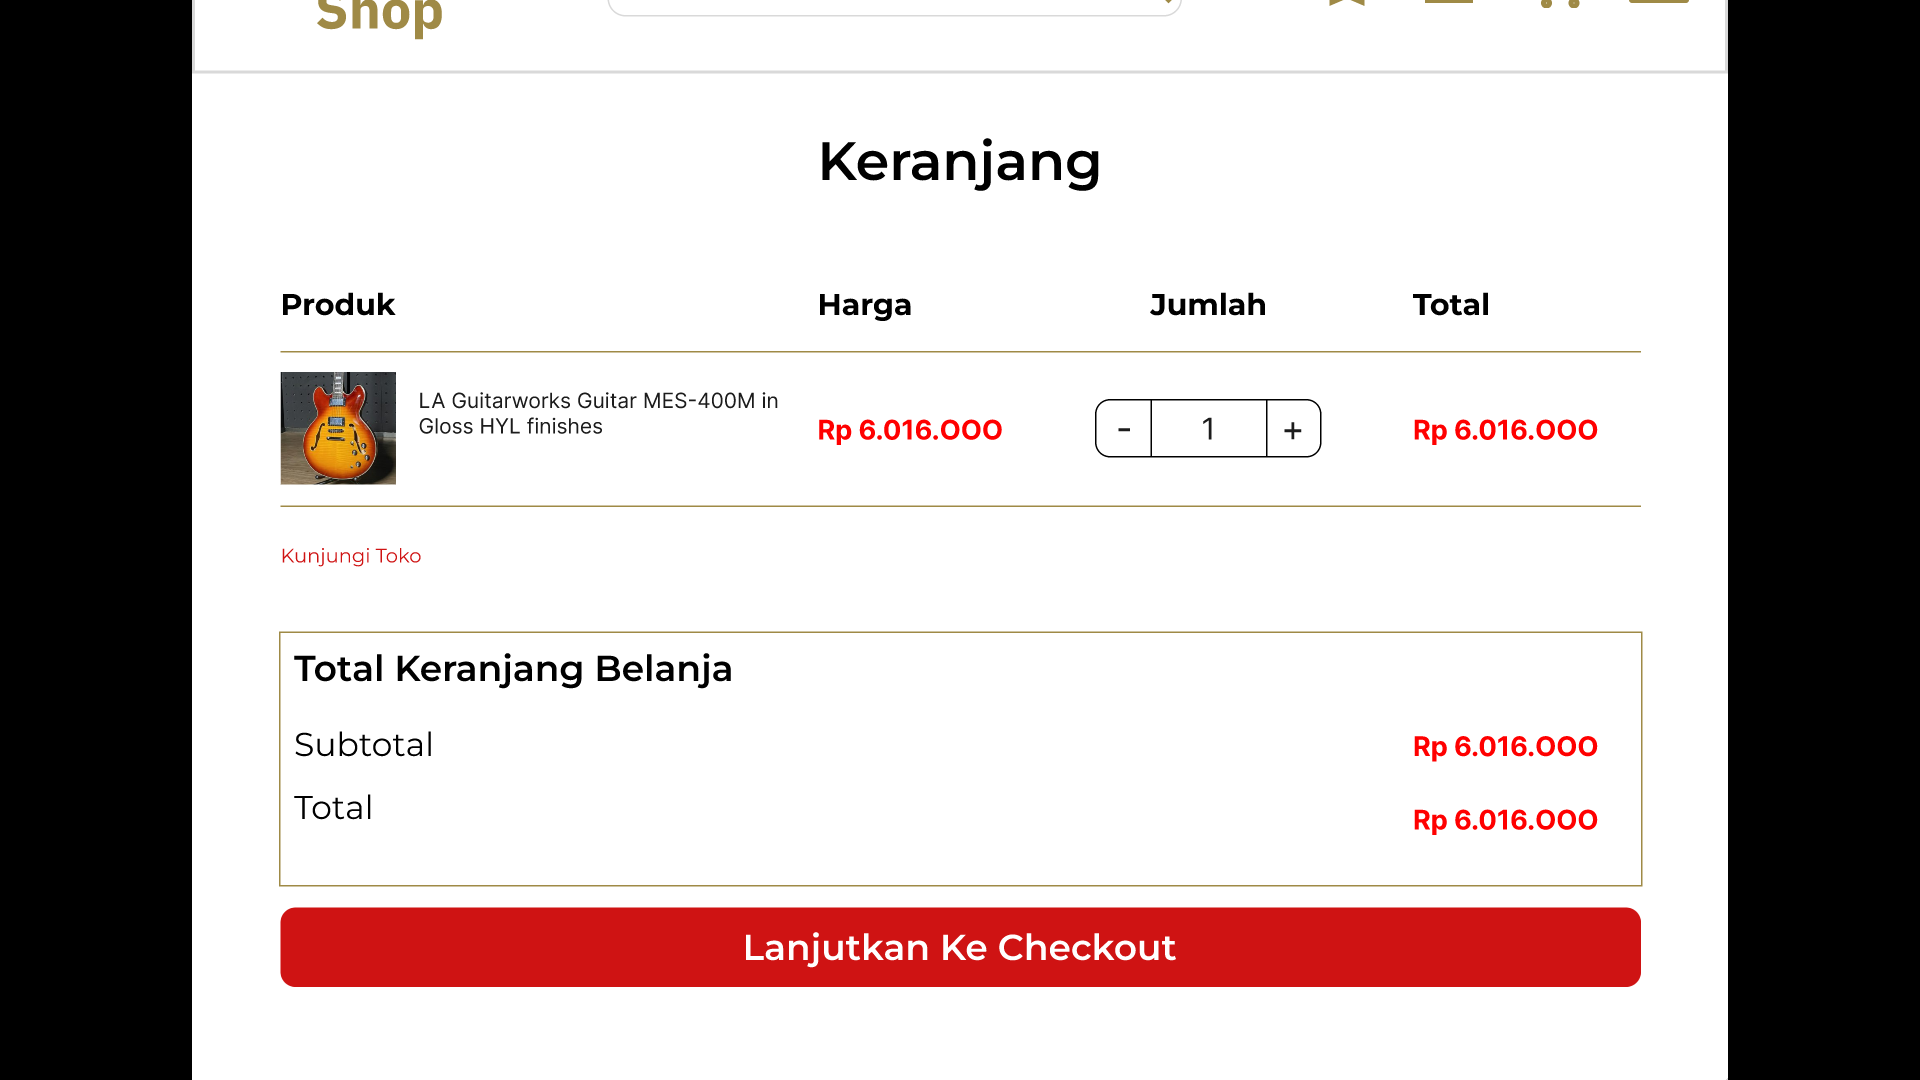 Shop
Keranjang
Produk Harga Jumlah Total
LA Guitarworks Guitar MES-400M in
Gloss HYL finishes
Rp 6.016.000 - 1 + Rp 6.016.000
Kunjungi Toko
Total Keranjang Belanja
Subtotal Rp 6.016.000
Total Rp 6.016.000
Lanjutkan Ke Checkout